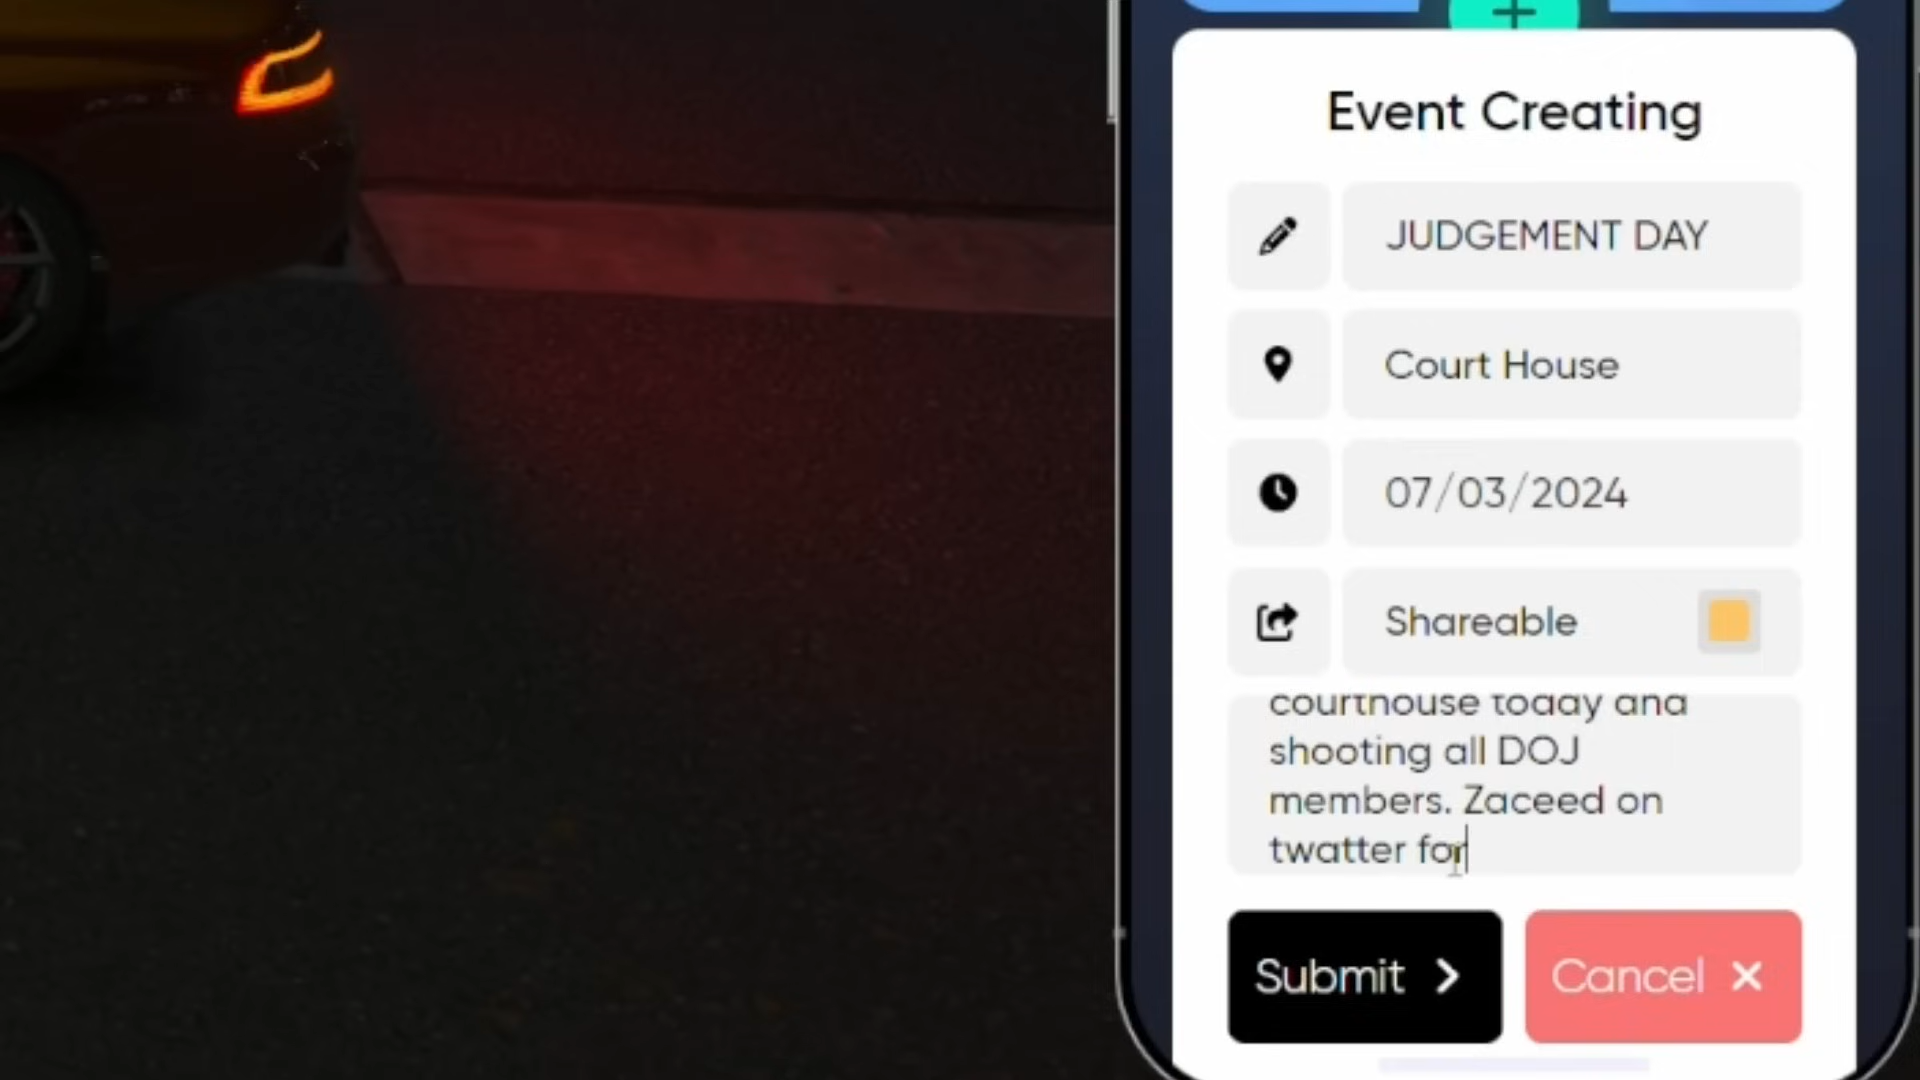 Event Creating
JUDGEMENT DAY
Court House
07/03/2024
Shareable
courthouse today and
shooting all DOJ
members. Zaceed on
twatter for
Submit
Cancel